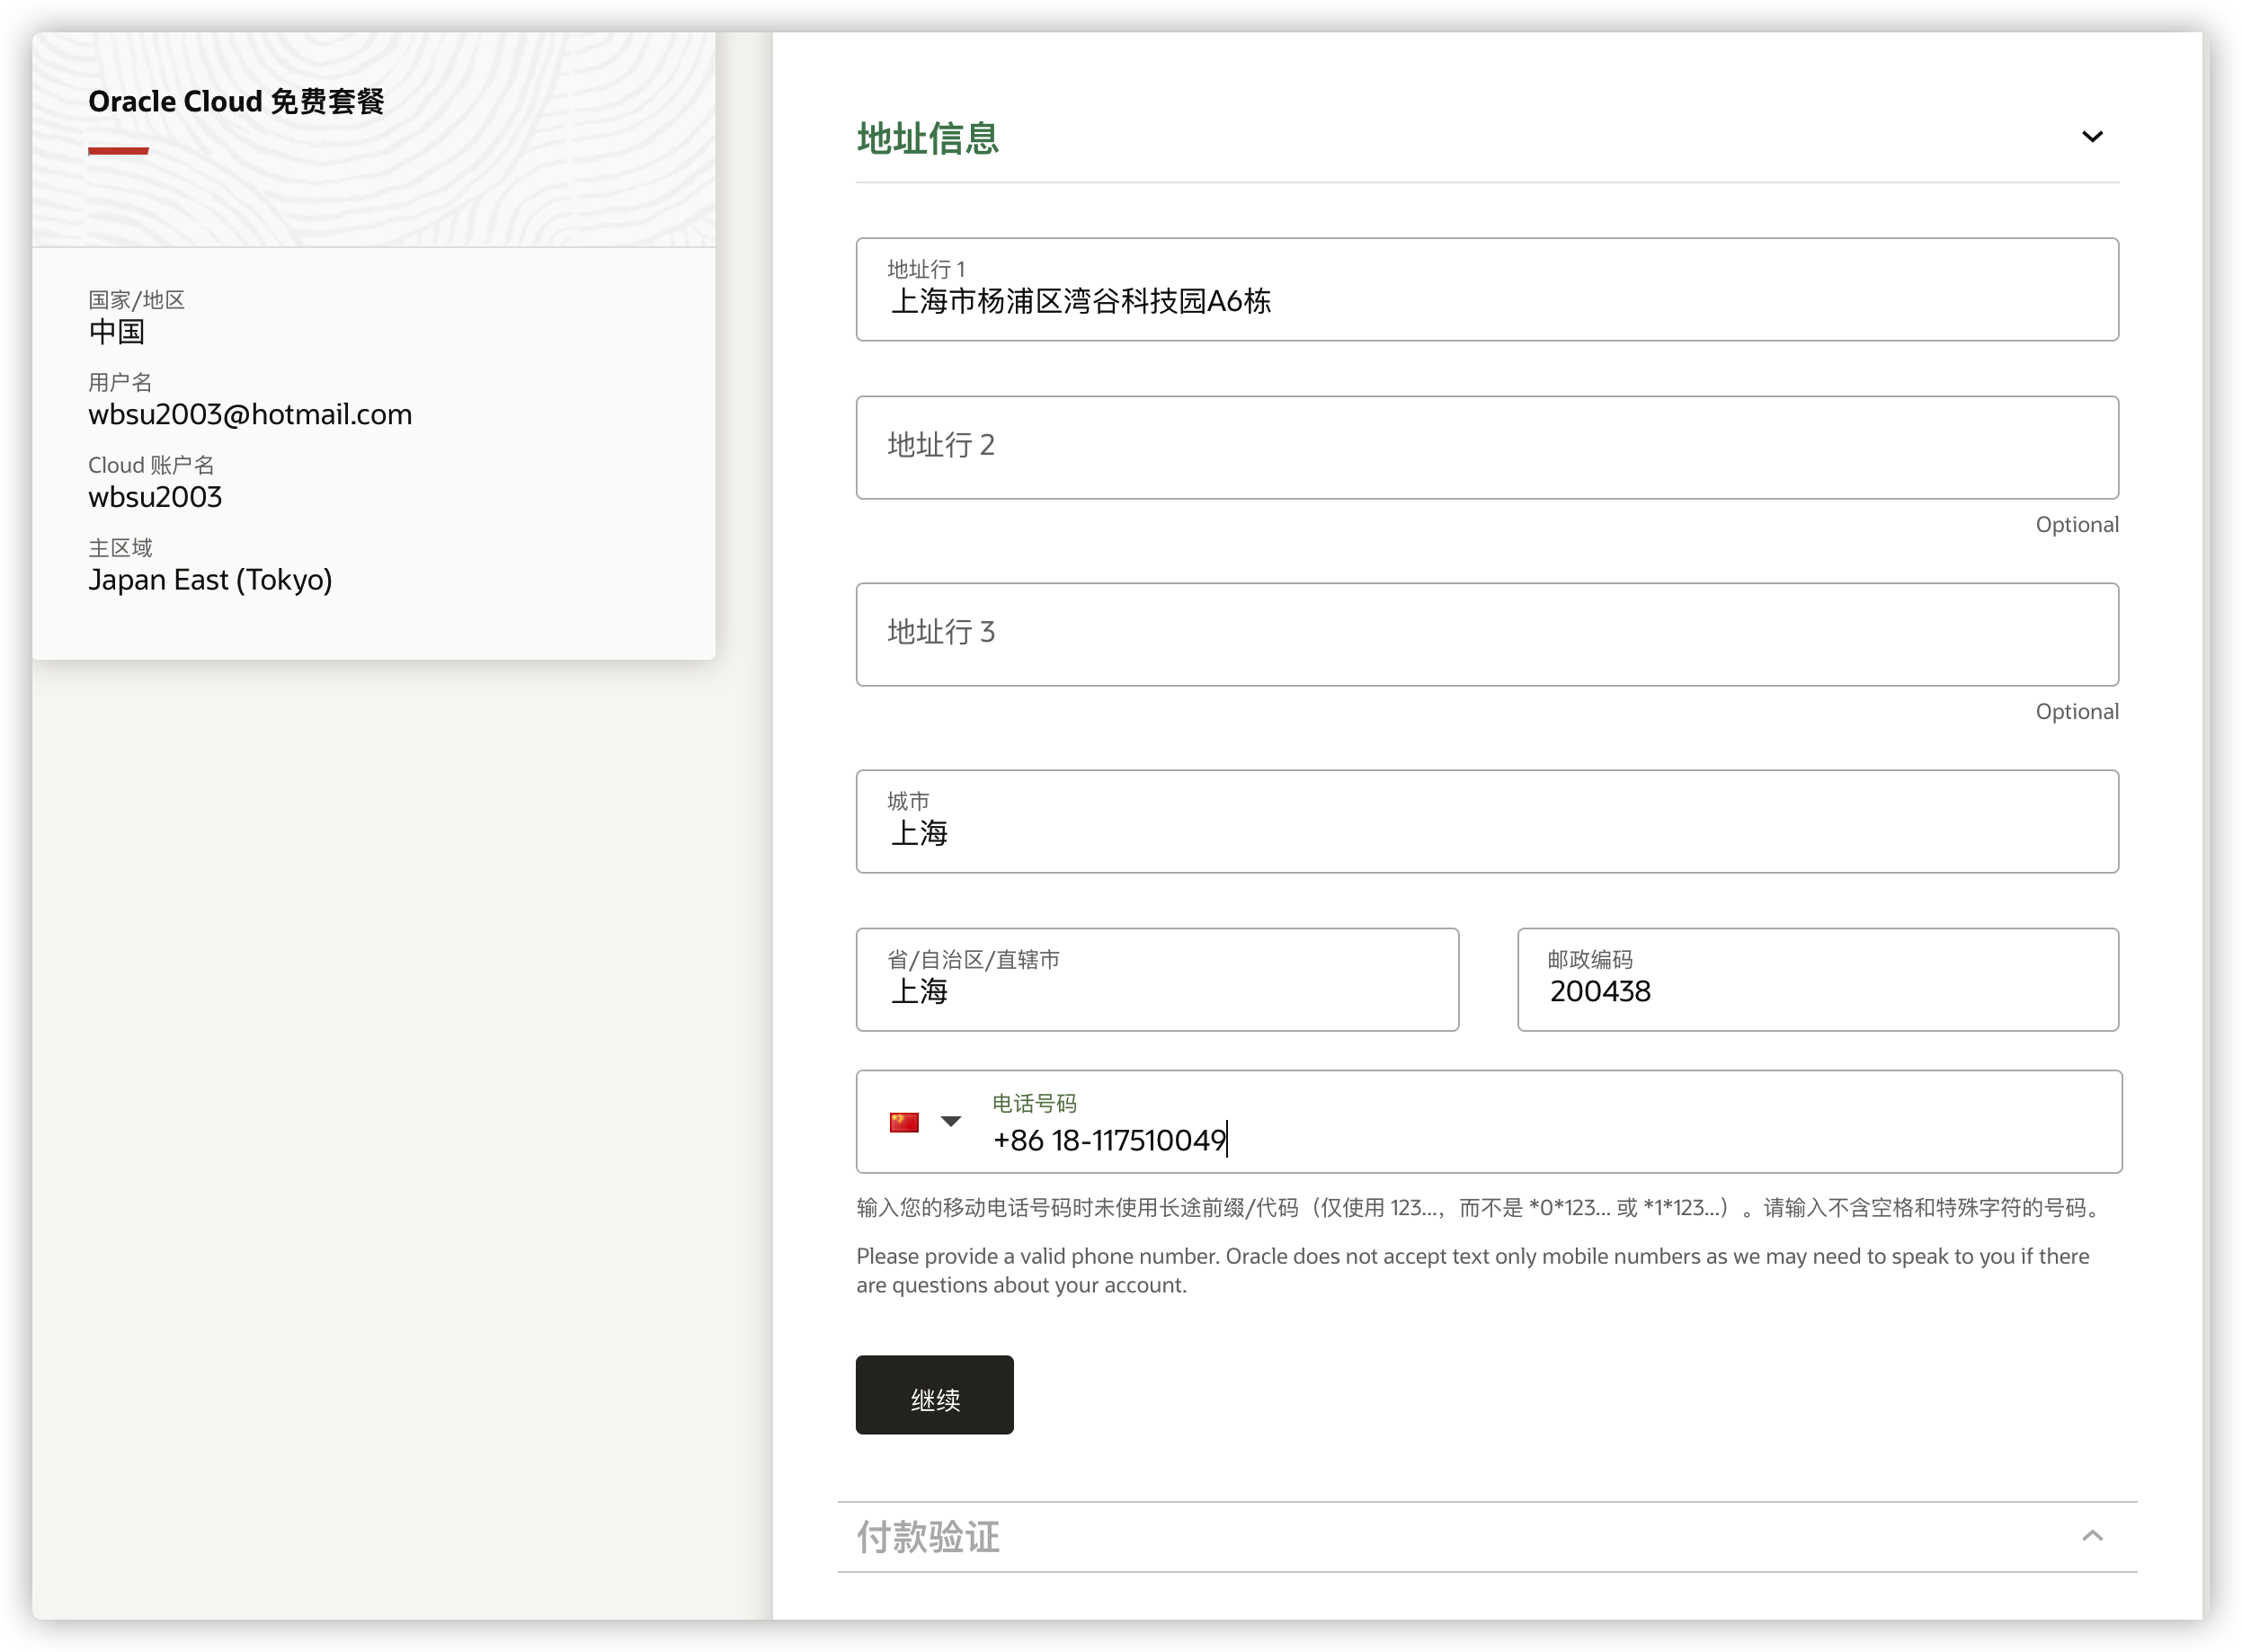 Oracle Cloud 免费套餐
国家/地区
中国
用户名
wbsu2003@hotmail.com
Cloud 账户名
wbsu2003
主区域
Japan East (Tokyo)
地址信息
地址行 1
上海市杨浦区湾谷科技园A6栋
地址行 2
Optional
地址行 3
Optional
城市
上海
省/自治区/直辖市
上海
邮政编码
200438
电话号码
+86 18-117510049
输入您的移动电话号码时未使用长途前缀/代码（仅使用 123...，而不是 *0*123... 或 *1*123...）。请输入不含空格和特殊字符的号码。
Please provide a valid phone number. Oracle does not accept text only mobile numbers as we may need to speak to you if there
are questions about your account.
继续
付款验证